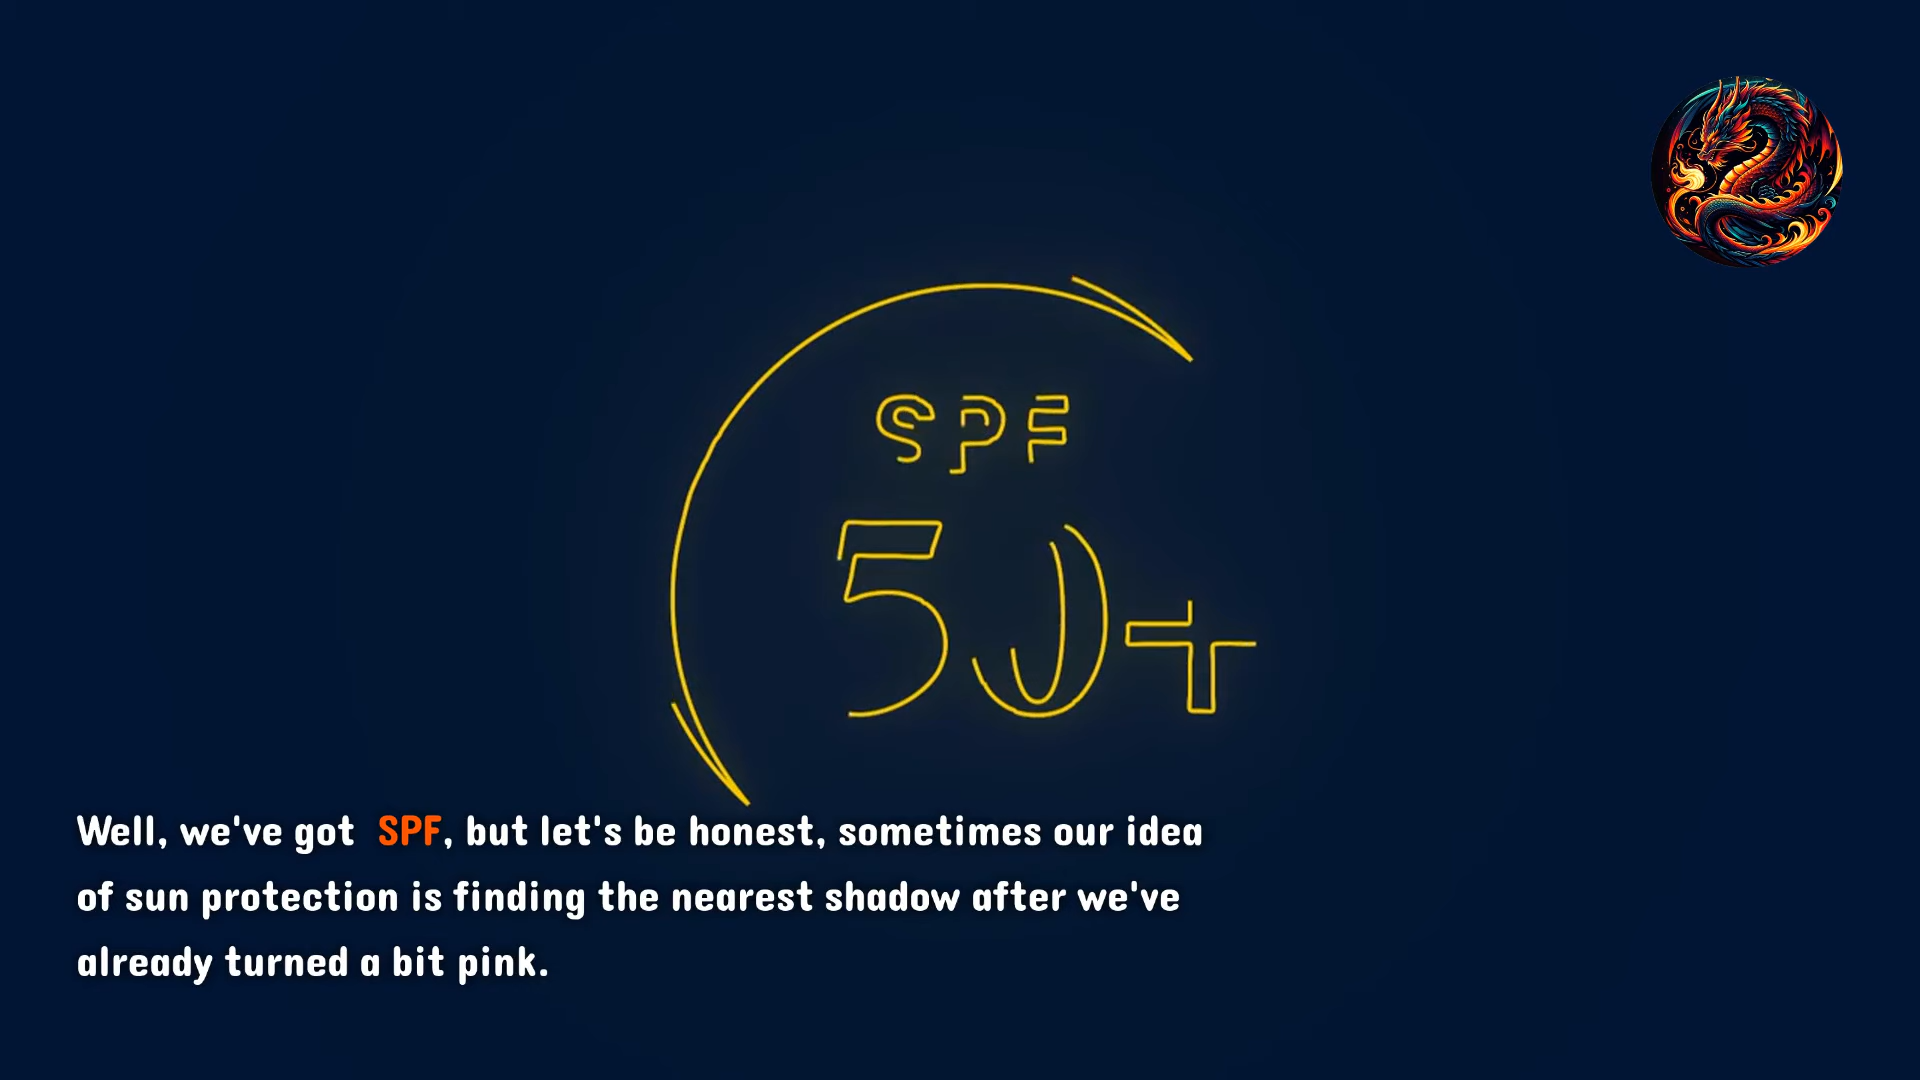 SPF
50+
Well, we've got SPF, but let's be honest, sometimes our idea
of sun protection is finding the nearest shadow after we've
already turned a bit pink.